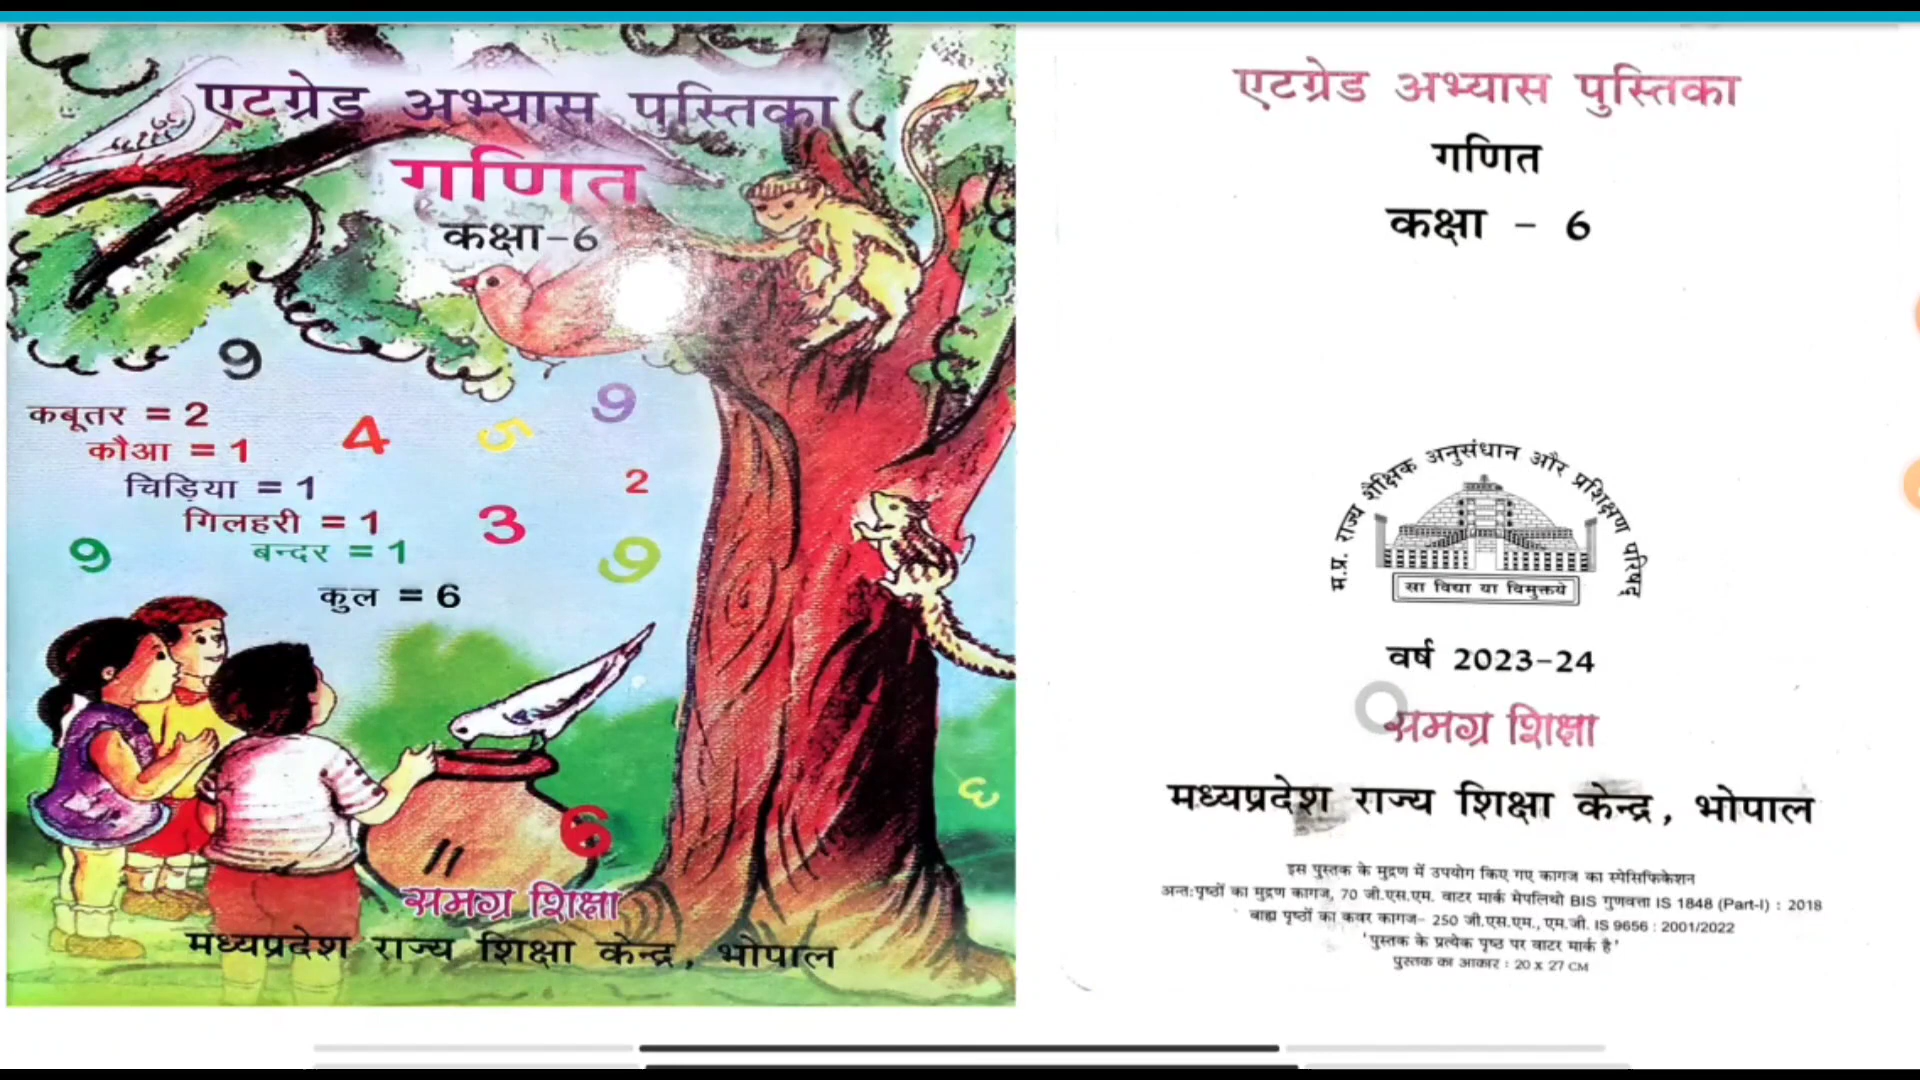 एटग्रेड अभ्यास पुस्तिका
गणित
कक्षा-6
9
9
कबूतर = 2
कौआ = 1
4
5
चिड़िया = 1
2
गिलहरी = 1
3
बन्दर = 1
9
9
कुल = 6
3
6
समग्र शिक्षा
मध्यप्रदेश राज्य शिक्षा केन्द्र, भोपाल
एटग्रेड अभ्यास पुस्तिका
गणित
कक्षा - 6
म.प्र. राज्य शैक्षिक अनुसंधान और प्रशिक्षण परिषद्
सा विद्या या विमुक्तये
वर्ष 2023-24
समग्र शिक्षा
मध्यप्रदेश राज्य शिक्षा केन्द्र, भोपाल
इस पुस्तक के मुद्रण में उपयोग किए गए कागज का स्पेसिफिकेशन
अन्त:पृष्ठों का मुद्रण कागज, 70 जी.एस.एम. वाटर मार्क मेपलिथो BIS गुणवत्ता IS 1848 (Part-I) : 2018
बाह्य पृष्ठों का कवर कागज- 250 जी.एस.एम., एम.जी. IS 9656 : 2001/2022
'पुस्तक के प्रत्येक पृष्ठ पर वाटर मार्क है'
पुस्तक का आकार : 20 x 27 CM